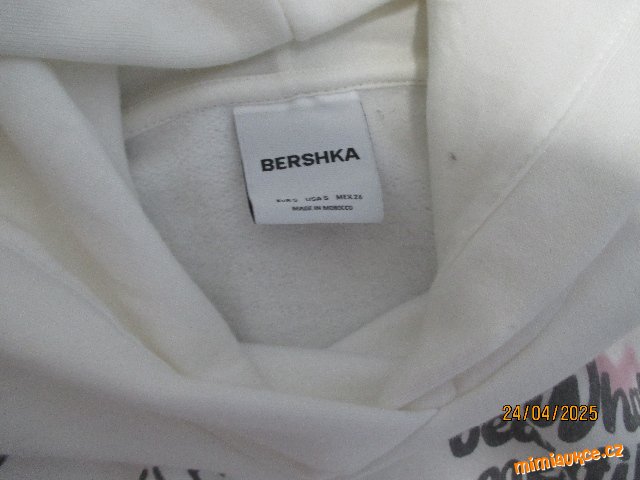 BERSHKA
EUR S USA S MEX 26
MADE IN MOROCCO
24/04/2025
mimiaukce.cz